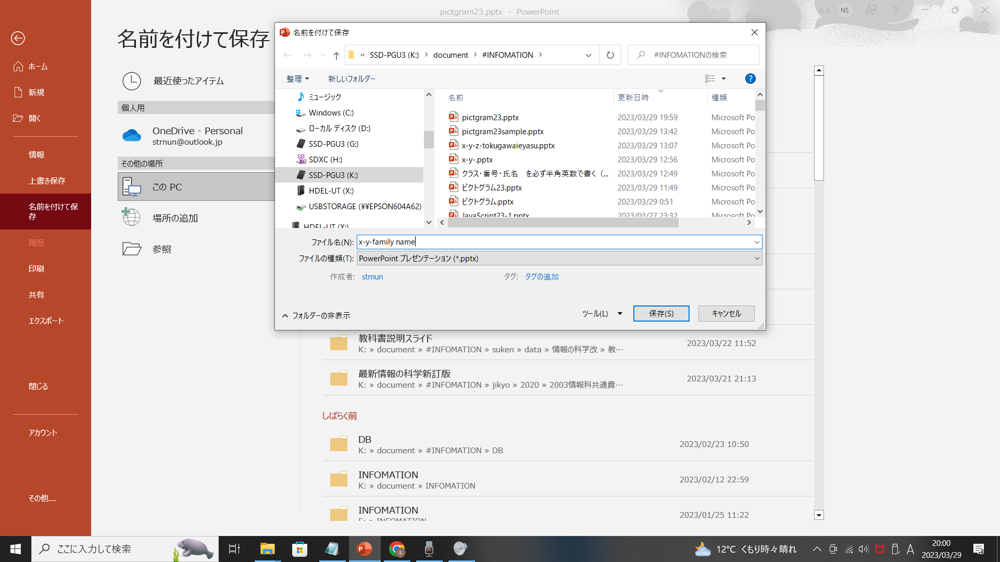 pictgram23.pptx - PowerPoint
n s
NS
?
ホーム
新規
開く
情報
上書き保存
名前を付けて保
存
履歴
印刷
共有
エクスポート
閉じる
アカウント
その他...
名前を付けて保存
最近使ったアイテム
個人用
OneDrive - Personal
strnun@outlook.jp
その他の場所
この PC
場所の追加
参照
名前を付けて保存
« SSD-PGU3 (K:) > document > #INFOMATION >
#INFOMATIONの検索
整理
新しいフォルダー
?
ミュージック
Windows (C:)
ローカル ディスク (D:)
SSD-PGU3 (G:)
SDXC (H:)
SSD-PGU3 (K:)
HDEL-UT (X:)
USBSTORAGE (¥¥EPSON604A62)
HDEL-UT (X:)
名前 更新日時 種類
pictgram23.pptx 2023/03/29 19:59 Microsoft Po
pictgram23sample.pptx 2023/03/29 13:42 Microsoft Po
x-y-z-tokugawaieyasu.pptx 2023/03/29 13:07 Microsoft Po
x-y-.pptx 2023/03/29 12:56 Microsoft Po
クラス・番号・氏名　を必ず半角英数で書く（... 2023/03/29 12:49 Microsoft Po
ピクトグラム23.pptx 2023/03/29 11:49 Microsoft Po
ピクトグラム.pptx 2023/03/29 0:51 Microsoft Po
JavaScript23-1.pptx 2023/03/27 23:32 Microsoft Po
ファイル名(N): x-y-family name
ファイルの種類(T): PowerPoint プレゼンテーション (*.pptx)
作成者: strnun タグ: タグの追加
フォルダーの非表示
ツール(L)
保存(S)
キャンセル
教科書説明スライド
K: » document » #INFOMATION » suken » data » 情報の科学改 » 教…
2023/03/22 11:52
最新情報の科学新訂版
K: » document » #INFOMATION » jikyo » 2020 » 2003情報科共通資…
2023/03/21 21:13
しばらく前
DB
K: » document » #INFOMATION » DB
2023/02/23 10:50
INFOMATION
K: » document » INFOMATION
2023/02/12 22:59
INFOMATION
2023/01/25 11:22
ここに入力して検索
12°C くもり時々晴れ
A
20:00
2023/03/29